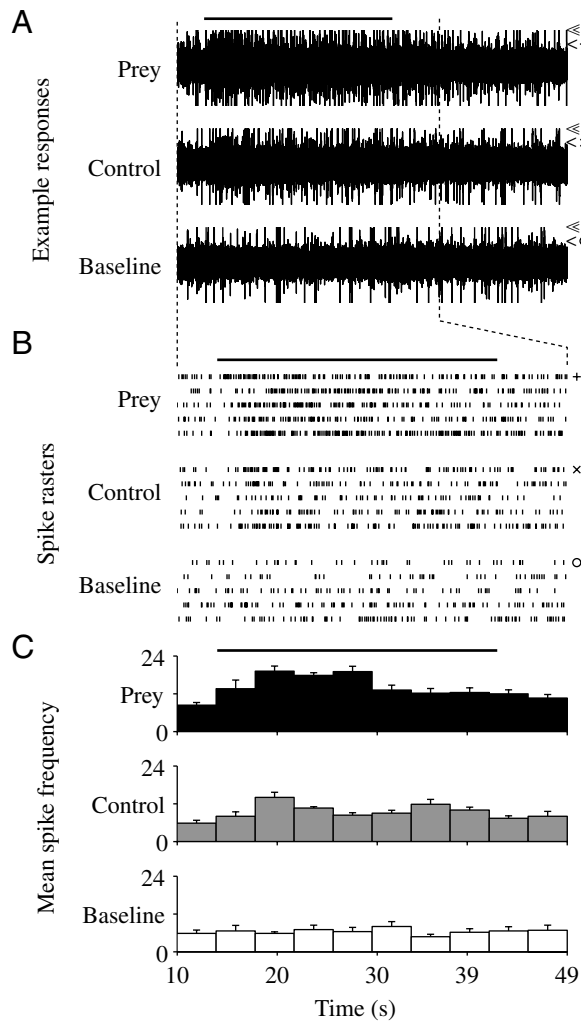 A
Example responses
Prey
Control
Baseline
B
Spike rasters
Prey
+
Control
×
Baseline
O
C
Mean spike frequency
24
Prey
0
24
Control
0
24
Baseline
0
10 20 30 39 49
Time (s)